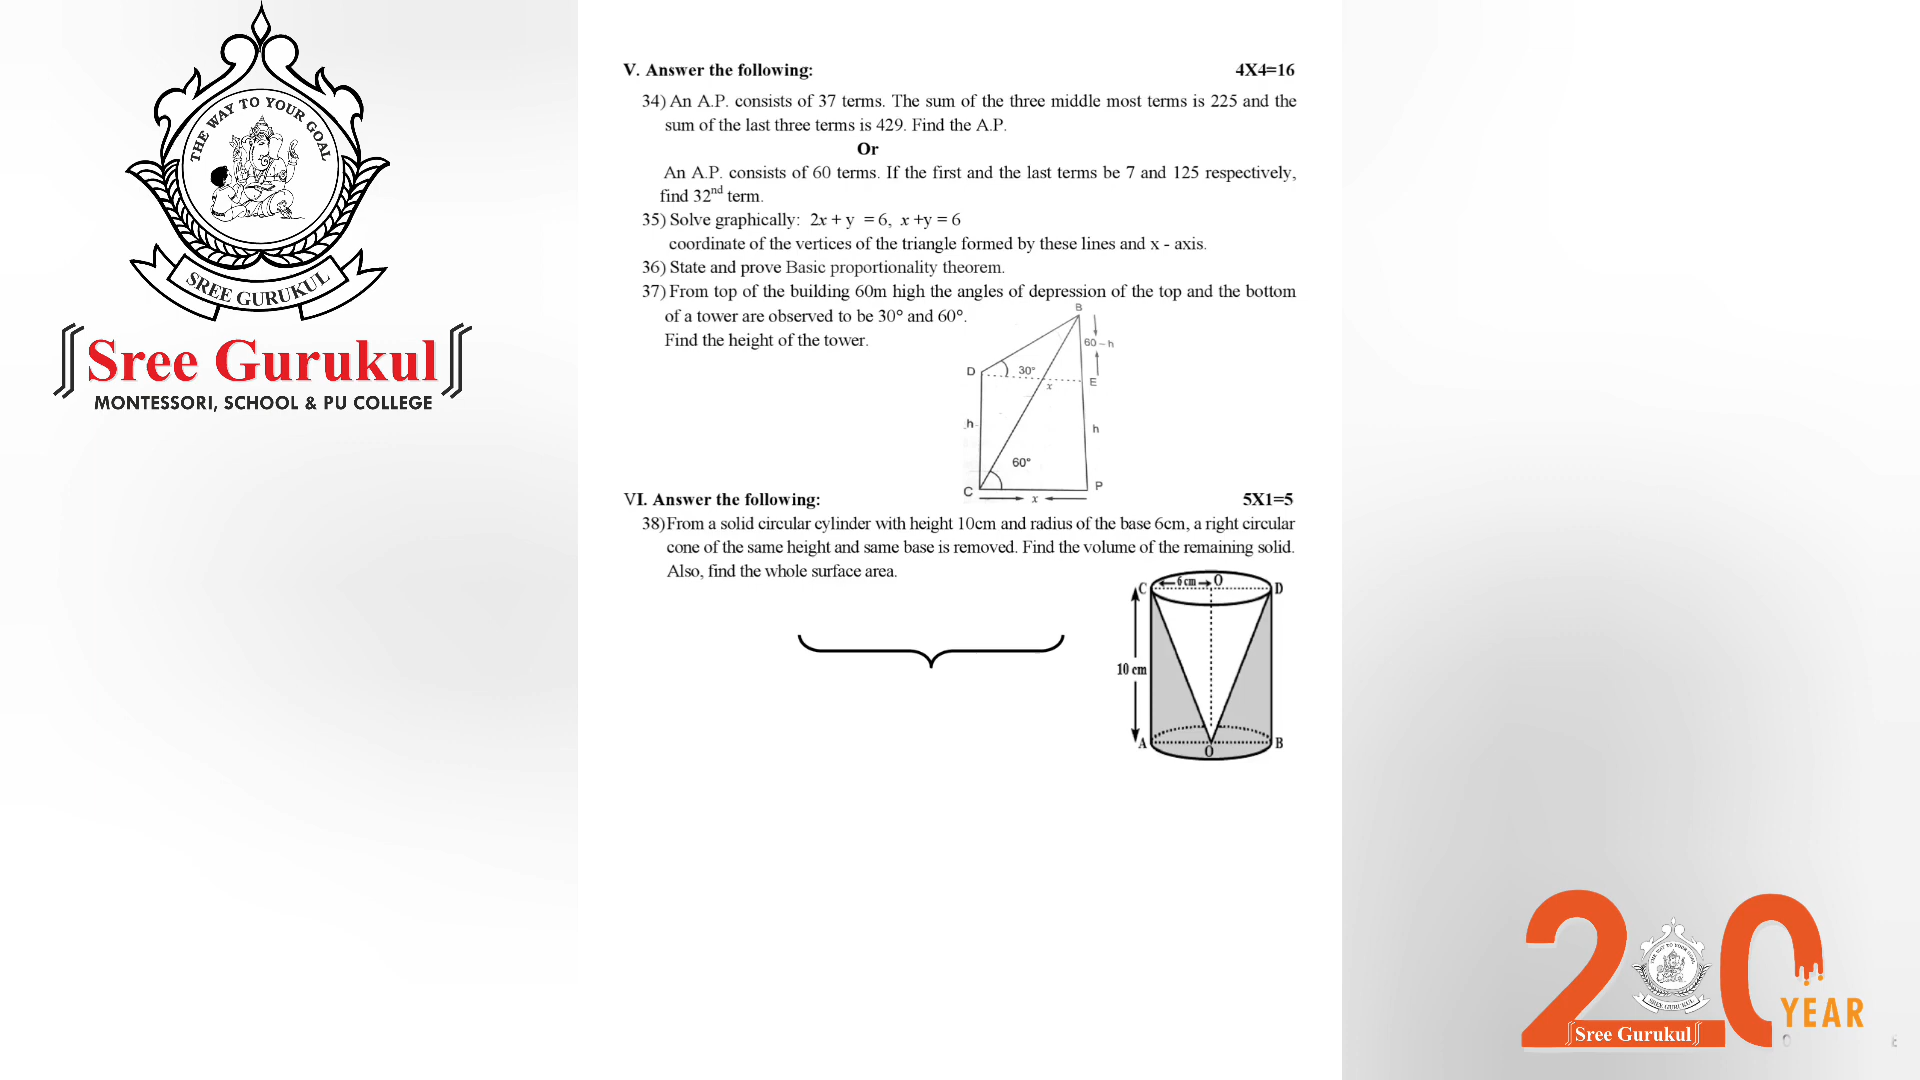 THE WAY TO YOUR GOAL
SREE GURUKUL
Sree Gurukul
MONTESSORI, SCHOOL & PU COLLEGE
V. Answer the following: 4X4=16
34) An A.P. consists of 37 terms. The sum of the three middle most terms is 225 and the
sum of the last three terms is 429. Find the A.P.
Or
An A.P. consists of 60 terms. If the first and the last terms be 7 and 125 respectively,
find 32nd term.
35) Solve graphically: 2x + y = 6, x +y = 6
coordinate of the vertices of the triangle formed by these lines and x - axis.
36) State and prove Basic proportionality theorem.
37) From top of the building 60m high the angles of depression of the top and the bottom
of a tower are observed to be 30° and 60°.
Find the height of the tower.
B
60 – h
D 30° E
x
h h
60°
C x P
VI. Answer the following: 5X1=5
38)From a solid circular cylinder with height 10cm and radius of the base 6cm, a right circular
cone of the same height and same base is removed. Find the volume of the remaining solid.
Also, find the whole surface area.
C 6 cm O D
10 cm
A O B
20
YEAR
Sree Gurukul